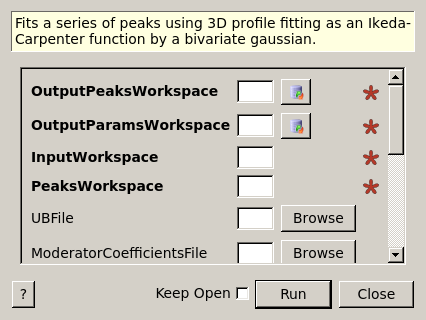 Fits a series of peaks using 3D profile fitting as an Ikeda-
Carpenter function by a bivariate gaussian.
OutputPeaksWorkspace
OutputParamsWorkspace
InputWorkspace
PeaksWorkspace
UBFile Browse
ModeratorCoefficientsFile Browse
? Keep Open Run Close